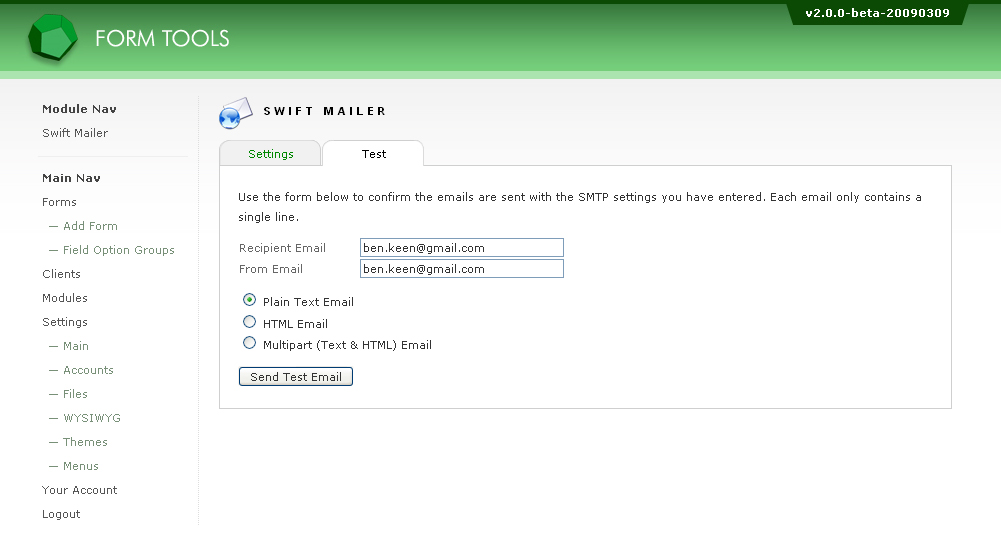 v2.0.0-beta-20090309
FORM TOOLS
Module Nav
Swift Mailer
Main Nav
Forms
— Add Form
— Field Option Groups
Clients
Modules
Settings
— Main
— Accounts
— Files
— WYSIWYG
— Themes
— Menus
Your Account
Logout
SWIFT MAILER
Settings
Test
Use the form below to confirm the emails are sent with the SMTP settings you have entered. Each email only contains a
single line.
Recipient Email ben.keen@gmail.com
From Email ben.keen@gmail.com
Plain Text Email
HTML Email
Multipart (Text & HTML) Email
Send Test Email